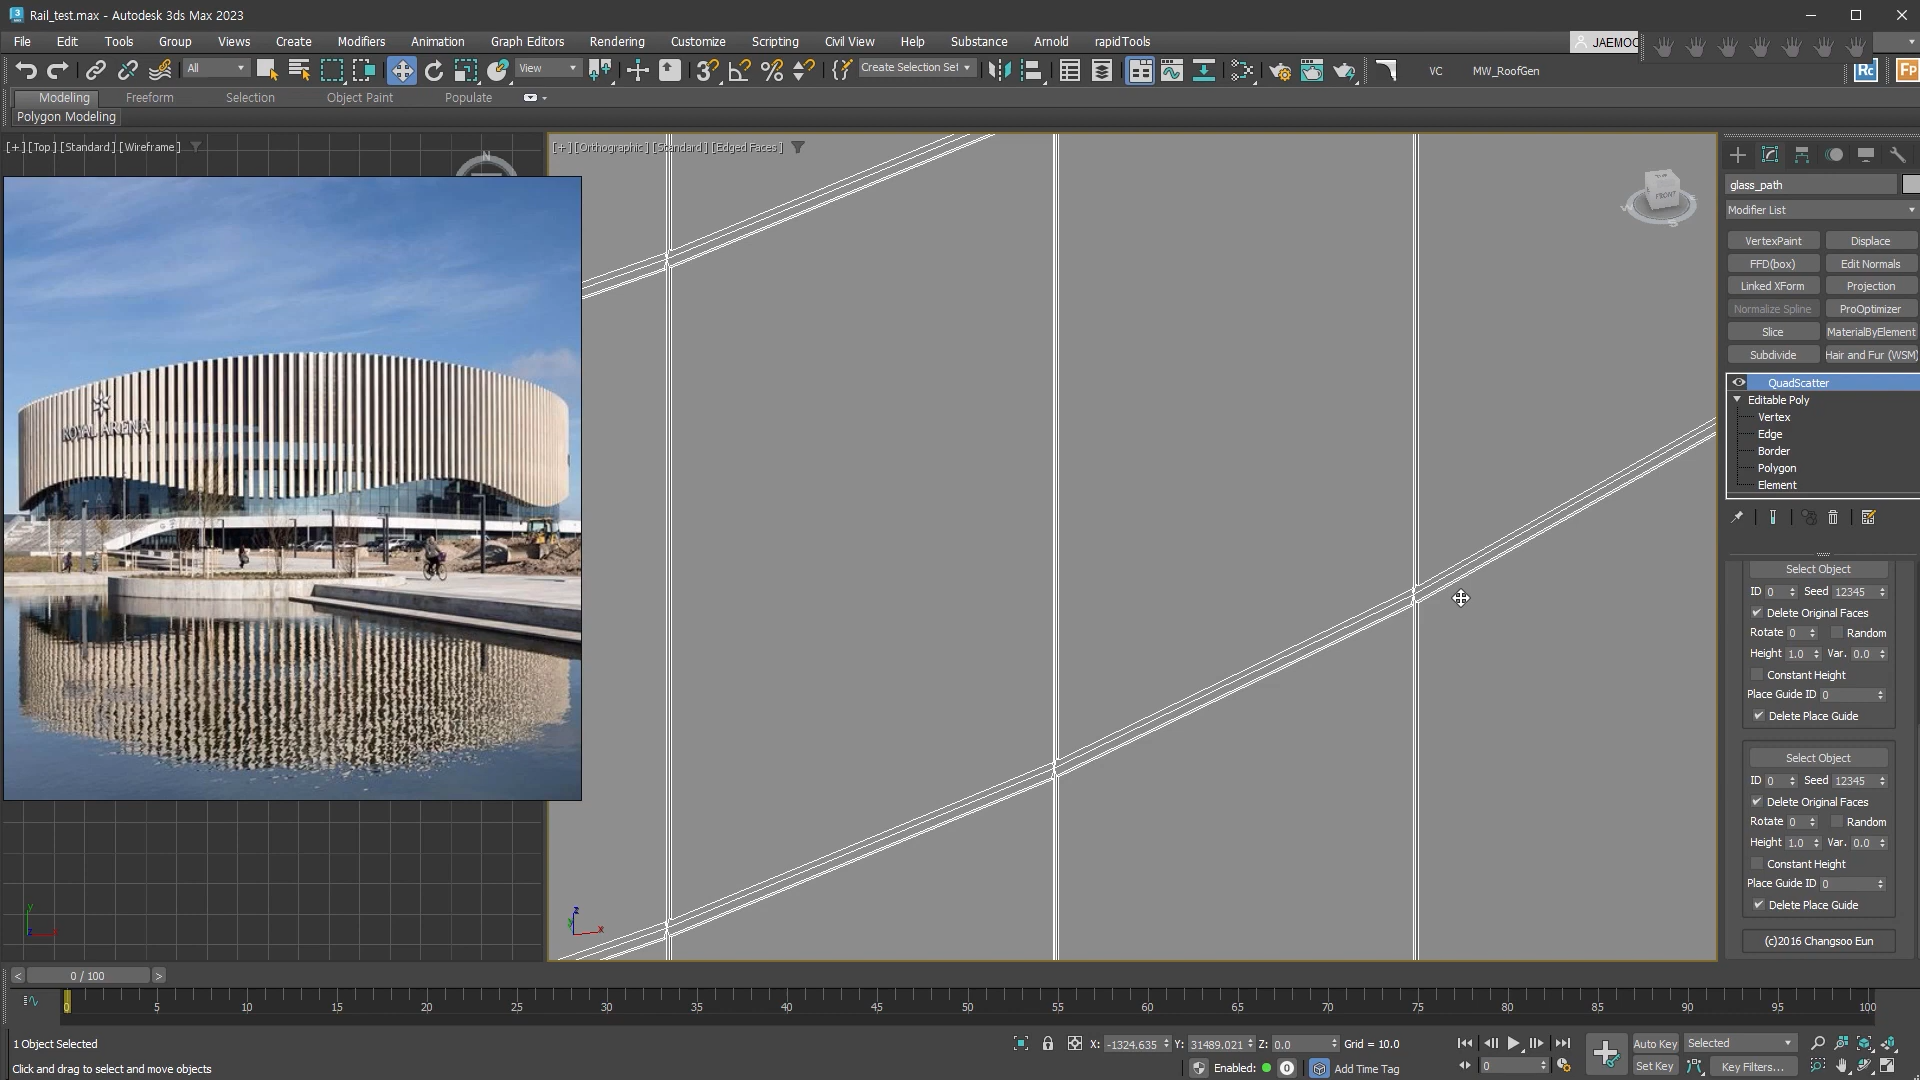 Rail_test.max - Autodesk 3ds Max 2023
File Edit Tools Group Views Create Modifiers Animation Graph Editors Rendering Customize Scripting Civil View Help Substance Arnold rapidTools
JAEMOC
All View Create Selection Set VC MW_RoofGen Rc Fp
Modeling Freeform Selection Object Paint Populate
Polygon Modeling
[+] [Top] [Standard] [Wireframe]
[+] [Orthographic] [Standard] [Edged Faces]
N
FRONT
ROYAL ARENA
glass_path
Modifier List
VertexPaint Displace
FFD(box) Edit Normals
Linked XForm Projection
Normalize Spline ProOptimizer
Slice MaterialByElement
Subdivide Hair and Fur (WSM)
QuadScatter
Editable Poly
Vertex
Edge
Border
Polygon
Element
Select Object
ID 0 Seed 12345
Delete Original Faces
Rotate 0 Random
Height 1.0 Var. 0.0
Constant Height
Place Guide ID 0
Delete Place Guide
Select Object
ID 0 Seed 12345
Delete Original Faces
Rotate 0 Random
Height 1.0 Var. 0.0
Constant Height
Place Guide ID 0
Delete Place Guide
(c)2016 Changsoo Eun
y x z
z x
< 0 / 100 >
0 5 10 15 20 25 30 35 40 45 50 55 60 65 70 75 80 85 90 95 100
1 Object Selected
X: -1324.635 Y: 31489.021 Z: 0.0 Grid = 10.0
Auto Key Selected
Click and drag to select and move objects
Enabled: 0 Add Time Tag
0
Set Key Key Filters...